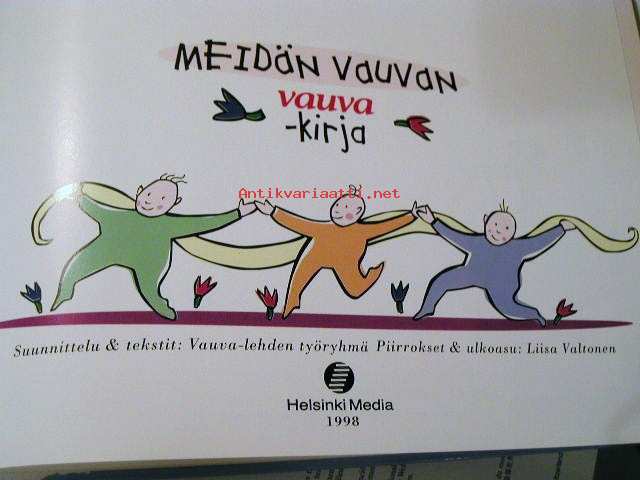 MEIDÄN VAUVAN
vauva
-kirja
Antikvariaatti.net
Suunnittelu & tekstit: Vauva-lehden työryhmä Piirrokset & ulkoasu: Liisa Valtonen
Helsinki Media
1998